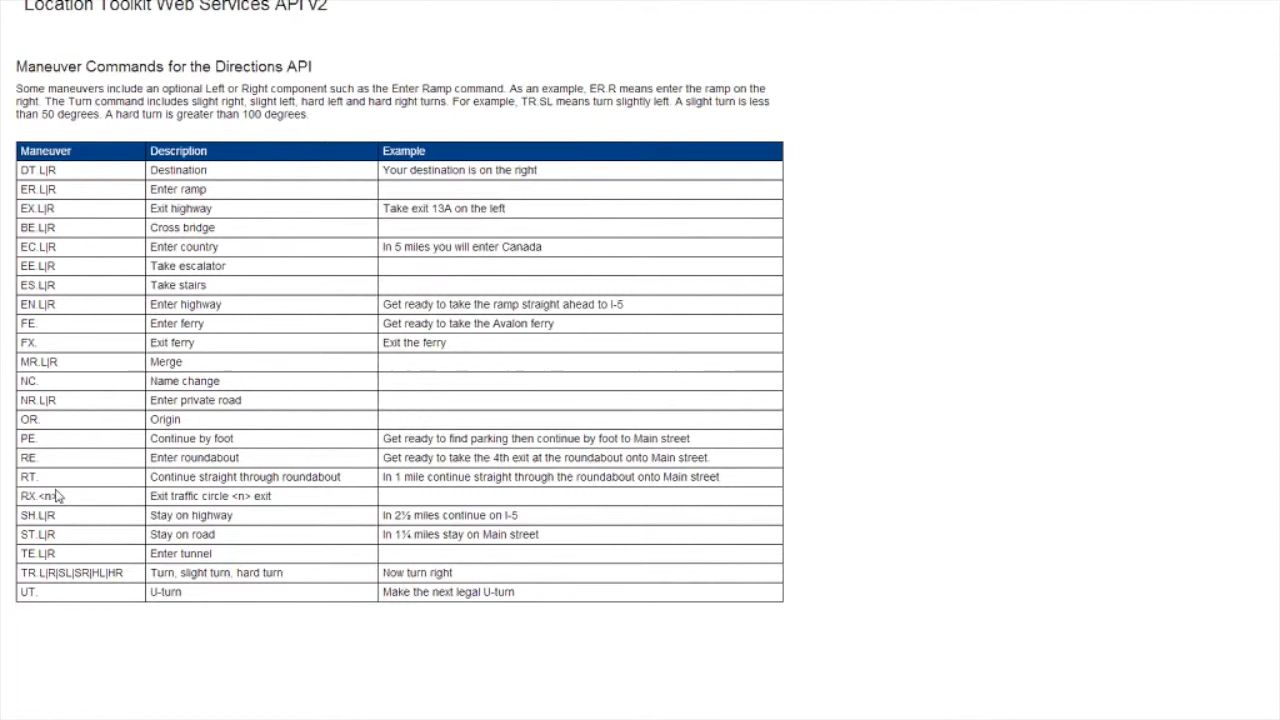 Location Toolkit Web Services API v2
Maneuver Commands for the Directions API
Some maneuvers include an optional Left or Right component such as the Enter Ramp command. As an example, ER.R means enter the ramp on the
right. The Turn command includes slight right, slight left, hard left and hard right turns. For example, TR.SL means turn slightly left. A slight turn is less
than 50 degrees. A hard turn is greater than 100 degrees.
Maneuver Description Example
DT.L|R Destination Your destination is on the right
ER.L|R Enter ramp
EX.L|R Exit highway Take exit 13A on the left
BE.L|R Cross bridge
EC.L|R Enter country In 5 miles you will enter Canada
EE.L|R Take escalator
ES.L|R Take stairs
EN.L|R Enter highway Get ready to take the ramp straight ahead to I-5
FE. Enter ferry Get ready to take the Avalon ferry
FX. Exit ferry Exit the ferry
MR.L|R Merge
NC. Name change
NR.L|R Enter private road
OR. Origin
PE. Continue by foot Get ready to find parking then continue by foot to Main street
RE. Enter roundabout Get ready to take the 4th exit at the roundabout onto Main street.
RT. Continue straight through roundabout In 1 mile continue straight through the roundabout onto Main street
RX.<n> Exit traffic circle <n> exit
SH.L|R Stay on highway In 2½ miles continue on I-5
ST.L|R Stay on road In 1¼ miles stay on Main street
TE.L|R Enter tunnel
TR.L|R|SL|SR|HL|HR Turn, slight turn, hard turn Now turn right
UT. U-turn Make the next legal U-turn